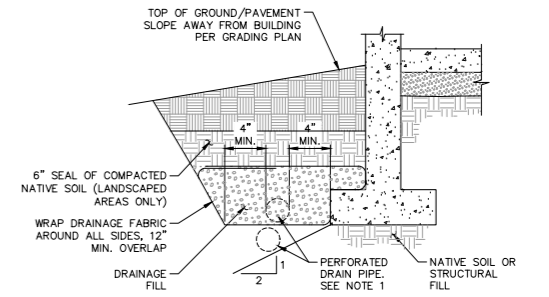 TOP OF GROUND/PAVEMENT
SLOPE AWAY FROM BUILDING
PER GRADING PLAN
4"
MIN.
4"
MIN.
6" SEAL OF COMPACTED
NATIVE SOIL (LANDSCAPED
AREAS ONLY)
WRAP DRAINAGE FABRIC
AROUND ALL SIDES, 12"
MIN. OVERLAP
DRAINAGE
FILL
1
2
PERFORATED
DRAIN PIPE.
SEE NOTE 1
NATIVE SOIL OR
STRUCTURAL
FILL